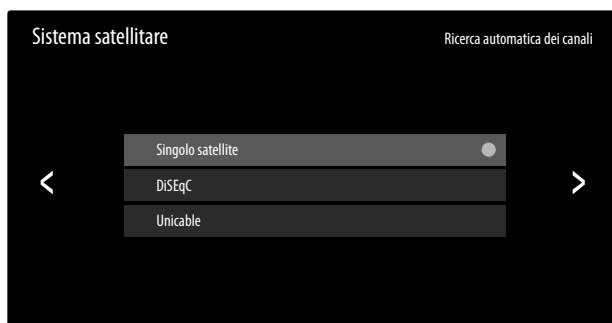 Sistema satellitare
Ricerca automatica dei canali
Singolo satellite
DiSEqC
Unicable